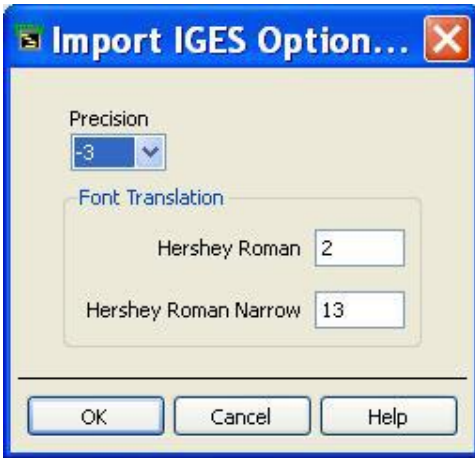 Import IGES Option...
Precision
-3
Font Translation
Hershey Roman 2
Hershey Roman Narrow 13
OK Cancel Help